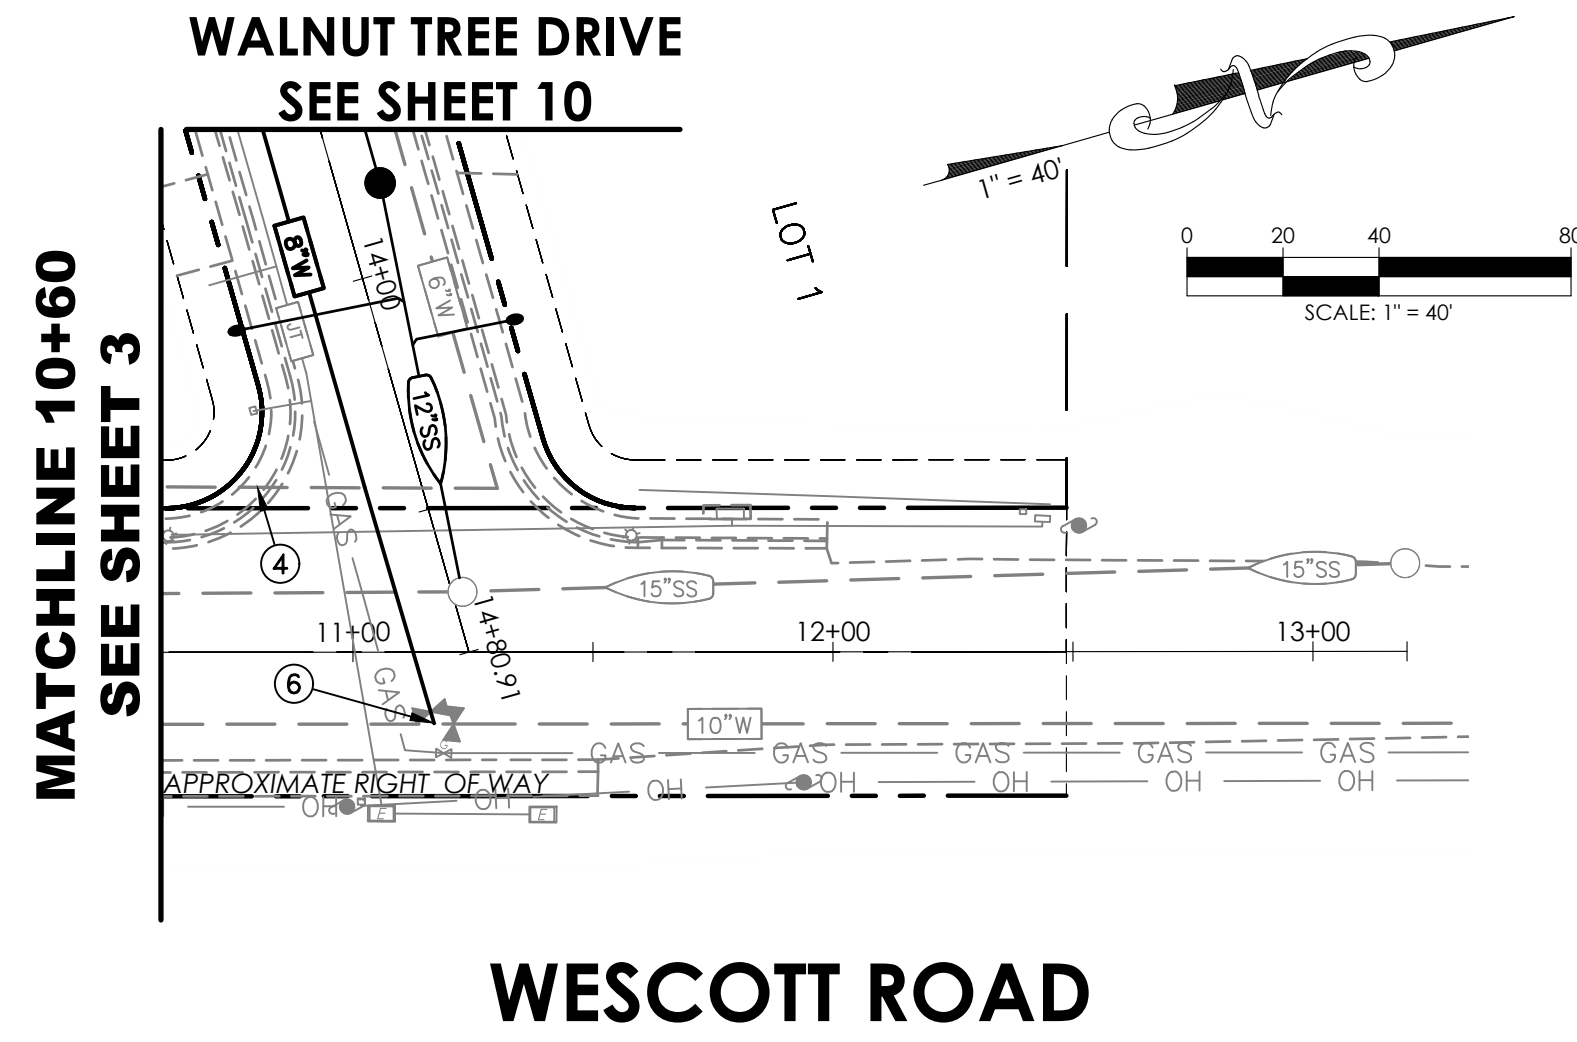 WALNUT TREE DRIVE
SEE SHEET 10
MATCHLINE 10+60
SEE SHEET 3
N
1" = 40'
0 20 40 80
SCALE: 1" = 40'
LOT 1
8"W
14+00
6"W
JT
12"SS
GAS
4
15"SS
15"SS
11+00
14+80.91
12+00
13+00
6
GAS
10"W
GAS GAS GAS GAS GAS
APPROXIMATE RIGHT OF WAY
OH OH OH OH OH OH OH
E E
WESCOTT ROAD